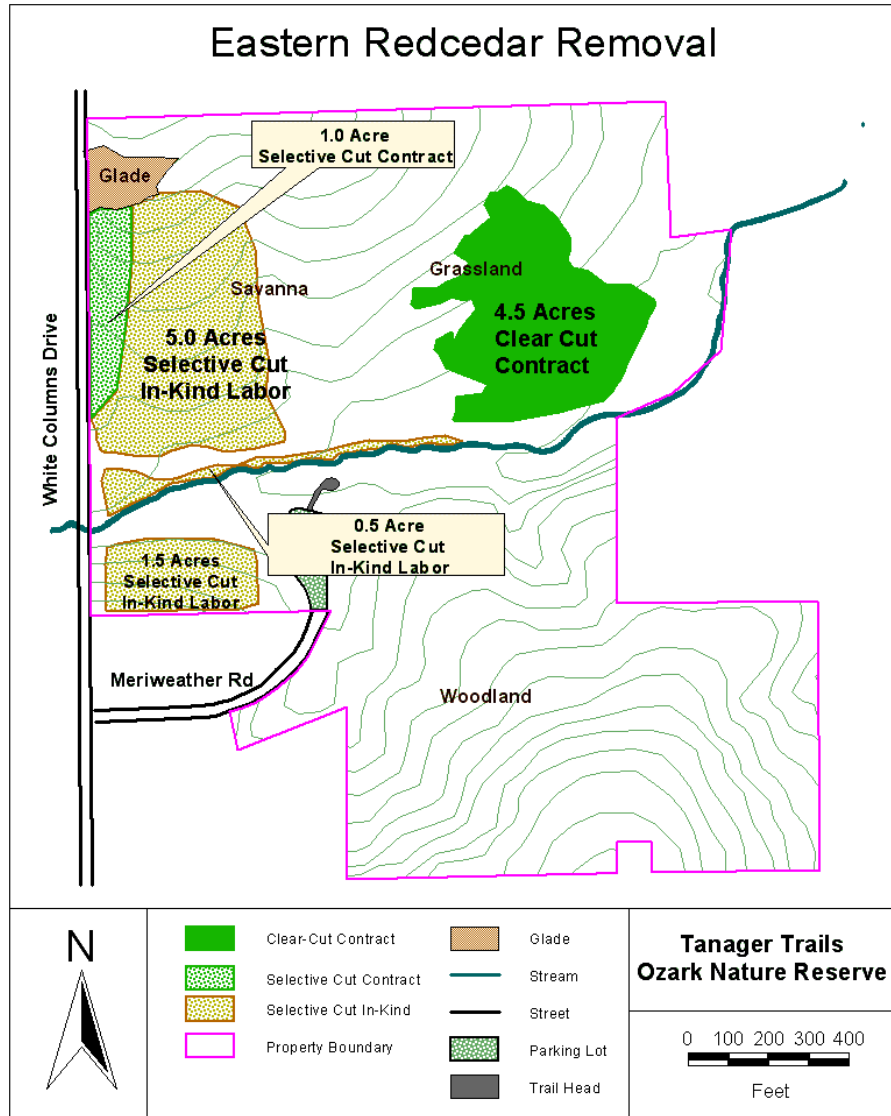 Eastern Redcedar Removal
1.0 Acre
Selective Cut Contract
Glade
Grassland
Savanna
4.5 Acres
Clear Cut
Contract
5.0 Acres
Selective Cut
In-Kind Labor
White Columns Drive
0.5 Acre
Selective Cut
In-Kind Labor
1.5 Acres
Selective Cut
In-Kind Labor
Meriweather Rd
Woodland
N
Clear-Cut Contract
Selective Cut Contract
Selective Cut In-Kind
Property Boundary
Glade
Stream
Street
Parking Lot
Trail Head
Tanager Trails
Ozark Nature Reserve
0 100 200 300 400
Feet